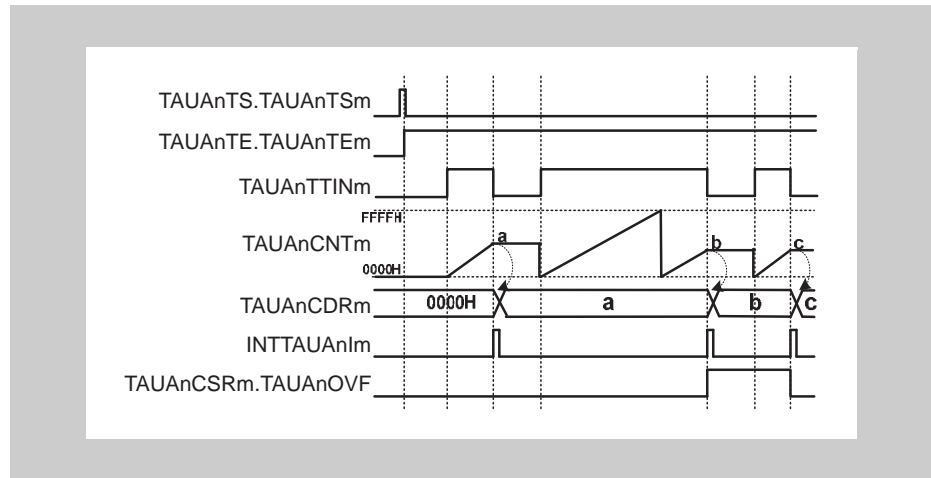 TAUAnTS.TAUAnTSm
TAUAnTE.TAUAnTEm
TAUAnTTINm
FFFFH
TAUAnCNTm
a
b
c
0000H
TAUAnCDRm
0000H
a
b
c
INTTAUAnIm
TAUAnCSRm.TAUAnOVF